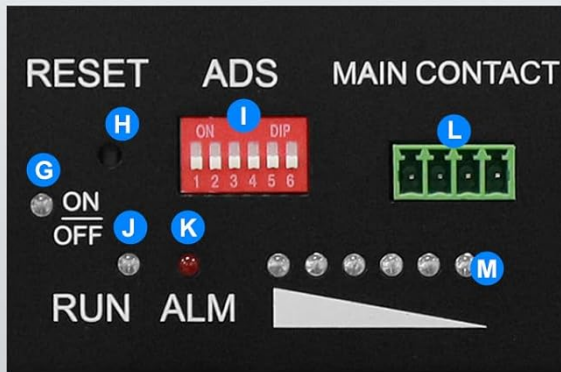 RESET ADS MAIN CONTACT
H I L
ON DIP
1 2 3 4 5 6
G ON
OFF
J K
M
RUN ALM